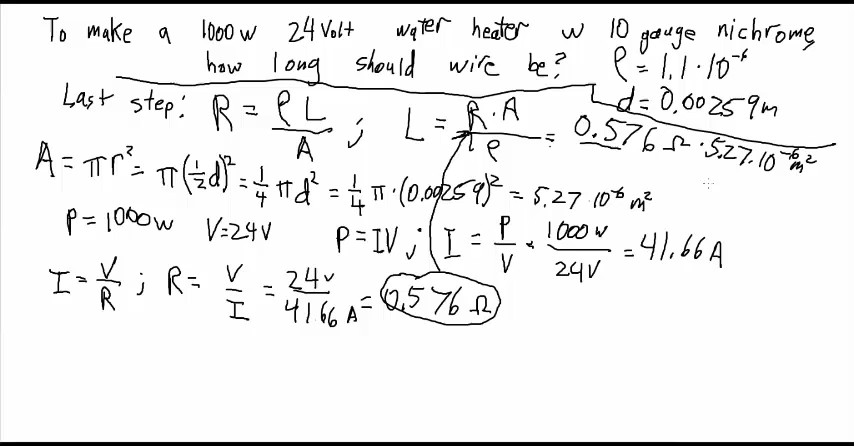 To make a 1000w 24Volt water heater w 10 gauge nichrome,
how long should wire be? ρ = 1.1·10⁻⁶
d = 0.00259m
Last step: R = ρL/A ; L = R·A/ρ = 0.576 Ω · 5.27·10⁻⁶ m²
A = πr² = π(½d)² = ¼πd² = ¼π·(0.00259)² = 5.27 10⁻⁶ m²
P = 1000w V=24V P = IV ; I = P/V = 1000w/24V = 41.66 A
I = V/R ; R = V/I = 24v/4166 A = 0.576 Ω